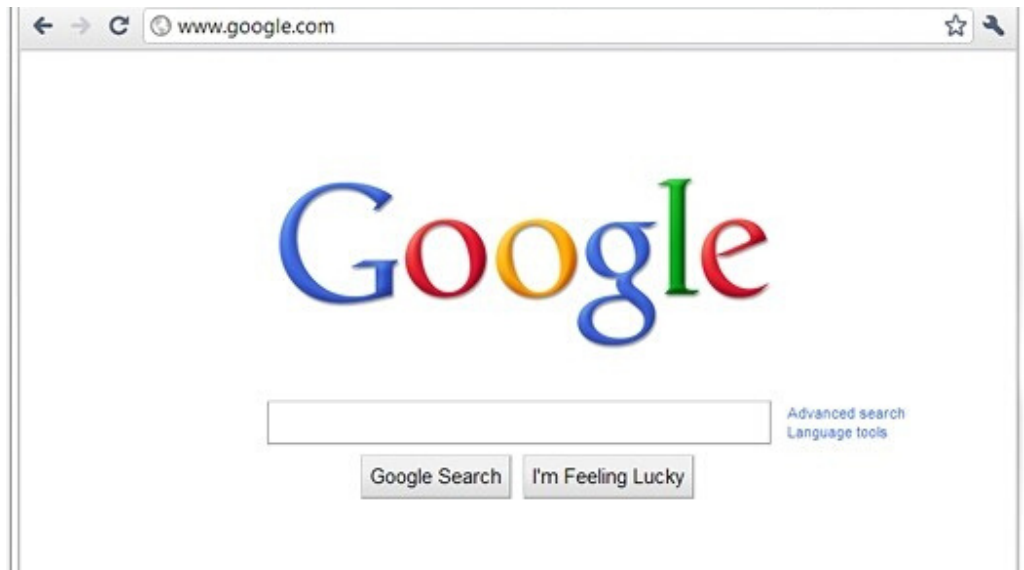 www.google.com
Google
Advanced search
Language tools
Google Search
I'm Feeling Lucky